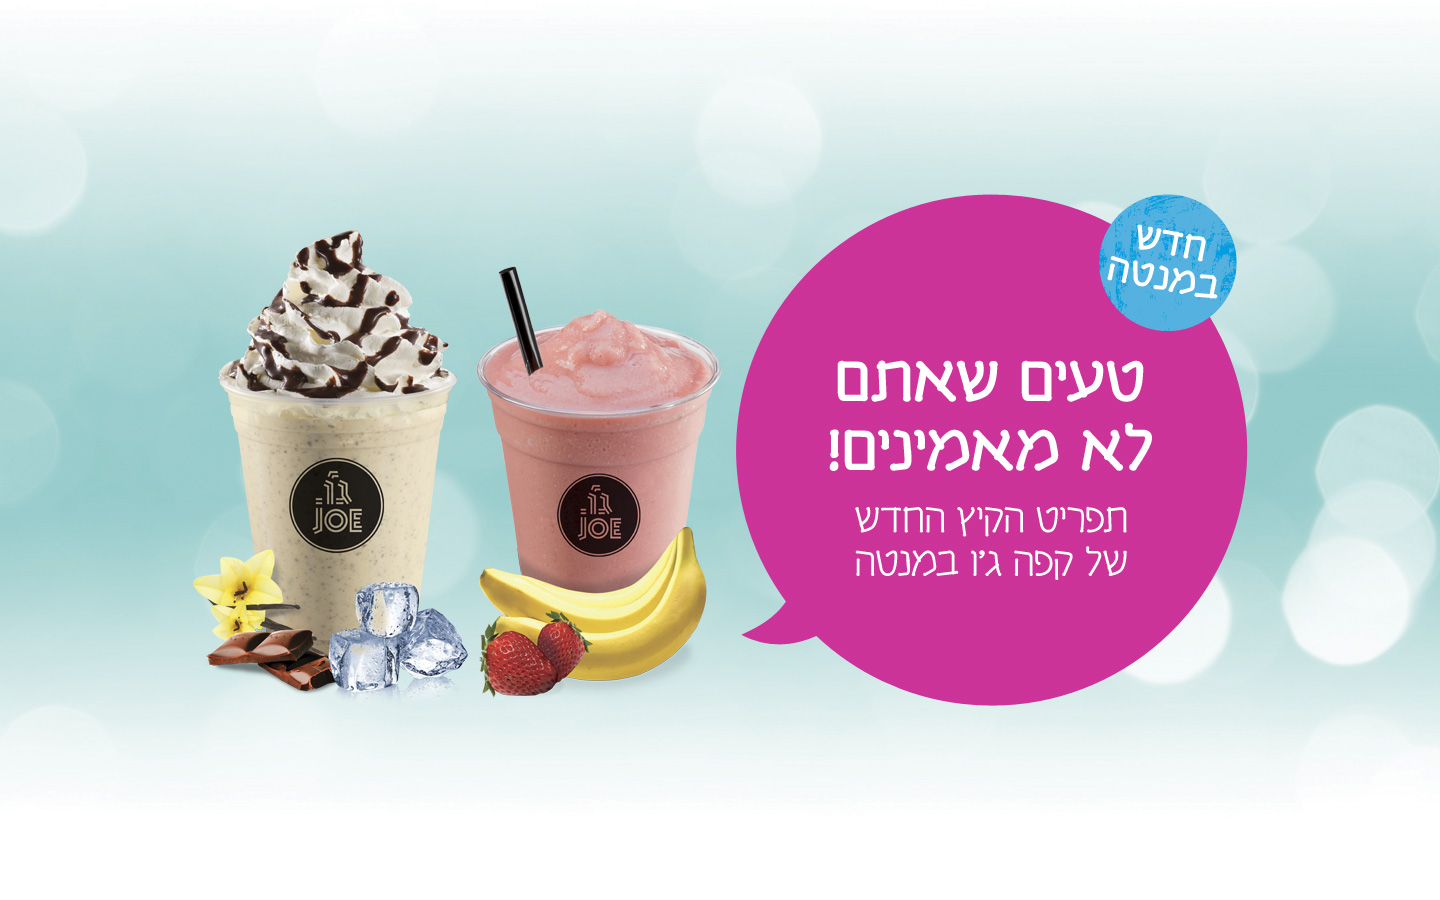 חדש
במנטה
טעים שאתם
לא מאמינים!
תפריט הקיץ החדש
של קפה ג'ו במנטה
ג'ו.
JOE
ג'ו.
JOE